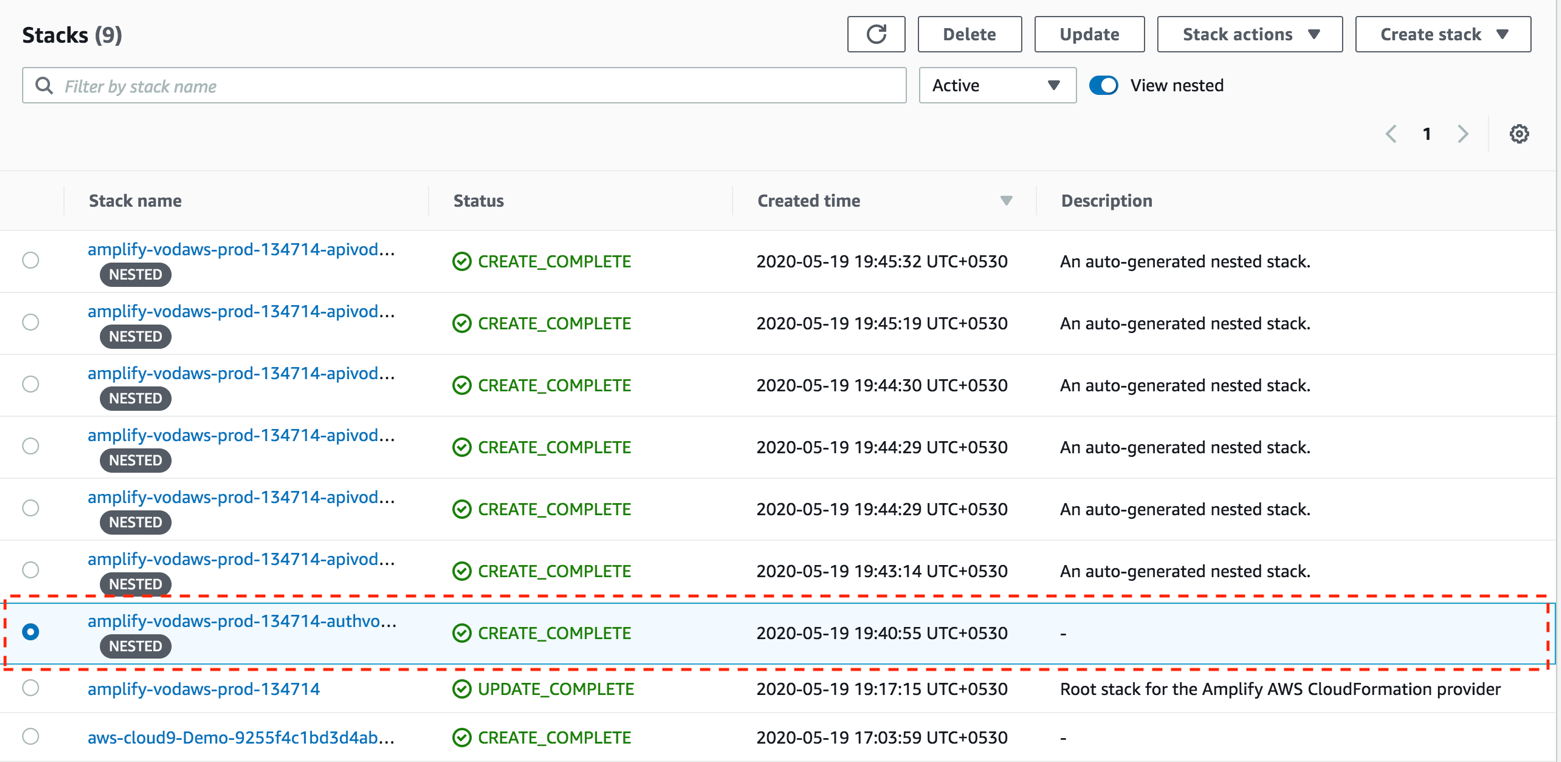 Stacks (9)
Delete
Update
Stack actions
Create stack
Filter by stack name
Active
View nested
1
Stack name Status Created time Description
amplify-vodaws-prod-134714-apivod...
NESTED
CREATE_COMPLETE 2020-05-19 19:45:32 UTC+0530 An auto-generated nested stack.
amplify-vodaws-prod-134714-apivod...
NESTED
CREATE_COMPLETE 2020-05-19 19:45:19 UTC+0530 An auto-generated nested stack.
amplify-vodaws-prod-134714-apivod...
NESTED
CREATE_COMPLETE 2020-05-19 19:44:30 UTC+0530 An auto-generated nested stack.
amplify-vodaws-prod-134714-apivod...
NESTED
CREATE_COMPLETE 2020-05-19 19:44:29 UTC+0530 An auto-generated nested stack.
amplify-vodaws-prod-134714-apivod...
NESTED
CREATE_COMPLETE 2020-05-19 19:44:29 UTC+0530 An auto-generated nested stack.
amplify-vodaws-prod-134714-apivod...
NESTED
CREATE_COMPLETE 2020-05-19 19:43:14 UTC+0530 An auto-generated nested stack.
amplify-vodaws-prod-134714-authvo...
NESTED
CREATE_COMPLETE 2020-05-19 19:40:55 UTC+0530 -
amplify-vodaws-prod-134714 UPDATE_COMPLETE 2020-05-19 19:17:15 UTC+0530 Root stack for the Amplify AWS CloudFormation provider
aws-cloud9-Demo-9255f4c1bd3d4ab... CREATE_COMPLETE 2020-05-19 17:03:59 UTC+0530 -